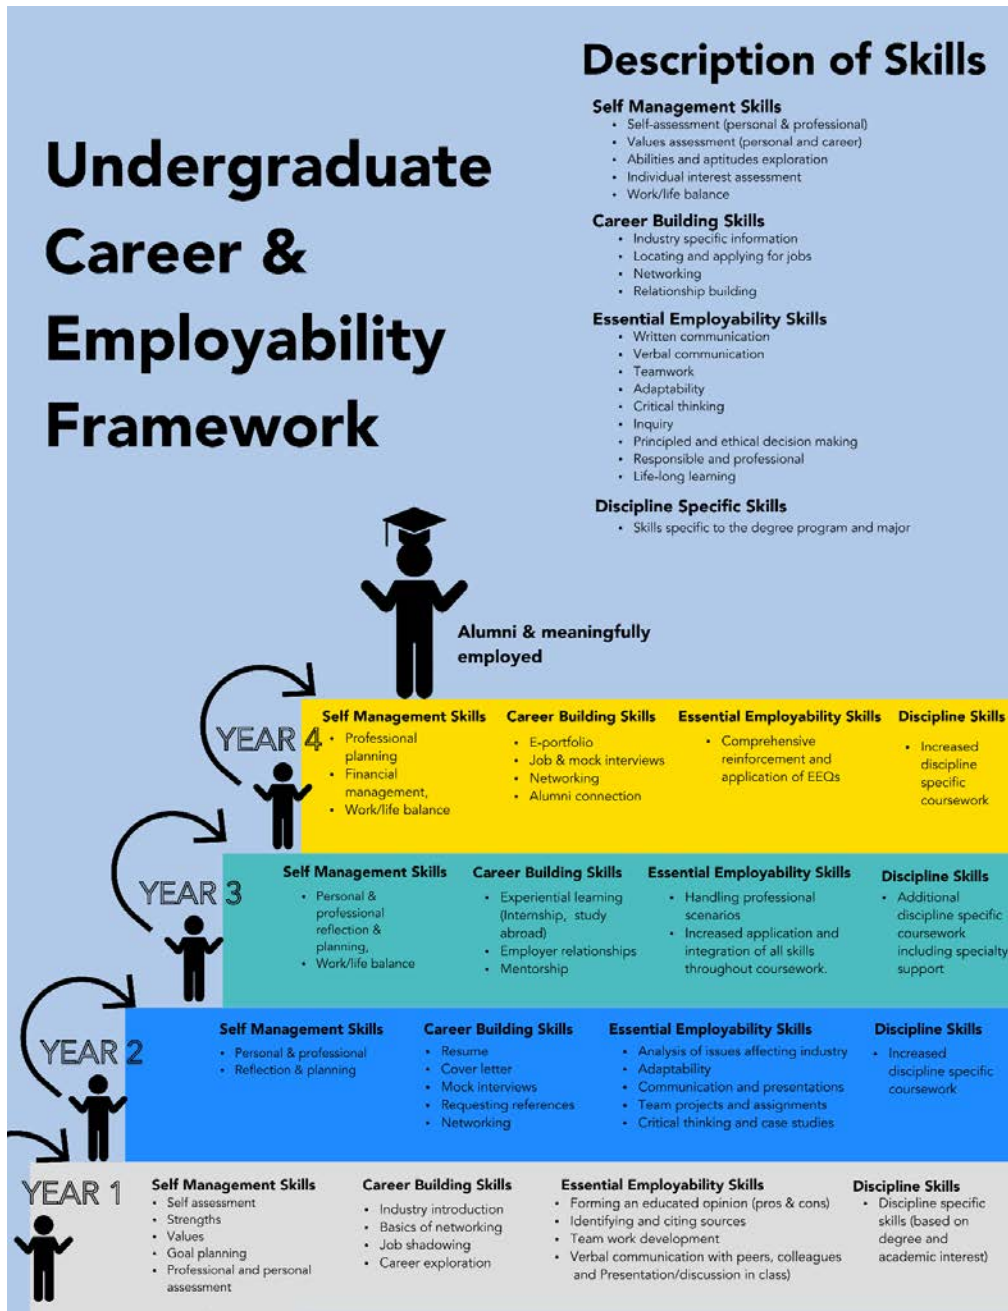 Undergraduate
Career &
Employability
Framework
Description of Skills
Self Management Skills
• Self-assessment (personal & professional)
• Values assessment (personal and career)
• Abilities and aptitudes exploration
• Individual interest assessment
• Work/life balance
Career Building Skills
• Industry specific information
• Locating and applying for jobs
• Networking
• Relationship building
Essential Employability Skills
• Written communication
• Verbal communication
• Teamwork
• Adaptability
• Critical thinking
• Inquiry
• Principled and ethical decision making
• Responsible and professional
• Life-long learning
Discipline Specific Skills
• Skills specific to the degree program and major
Alumni & meaningfully
employed
YEAR 4
Self Management Skills
• Professional
planning
• Financial
management,
• Work/life balance
Career Building Skills
• E-portfolio
• Job & mock interviews
• Networking
• Alumni connection
Essential Employability Skills
• Comprehensive
reinforcement and
application of EEQs
Discipline Skills
• Increased
discipline
specific
coursework
YEAR 3
Self Management Skills
• Personal &
professional
reflection &
planning,
• Work/life balance
Career Building Skills
• Experiential learning
(Internship, study
abroad)
• Employer relationships
• Mentorship
Essential Employability Skills
• Handling professional
scenarios
• Increased application and
integration of all skills
throughout coursework.
Discipline Skills
• Additional
discipline specific
coursework
including specialty
support
YEAR 2
Self Management Skills
• Personal & professional
• Reflection & planning
Career Building Skills
• Resume
• Cover letter
• Mock interviews
• Requesting references
• Networking
Essential Employability Skills
• Analysis of issues affecting industry
• Adaptability
• Communication and presentations
• Team projects and assignments
• Critical thinking and case studies
Discipline Skills
• Increased
discipline specific
coursework
YEAR 1
Self Management Skills
• Self assessment
• Strengths
• Values
• Goal planning
• Professional and personal
assessment
Career Building Skills
• Industry introduction
• Basics of networking
• Job shadowing
• Career exploration
Essential Employability Skills
• Forming an educated opinion (pros & cons)
• Identifying and citing sources
• Team work development
• Verbal communication with peers, colleagues
and Presentation/discussion in class)
Discipline Skills
• Discipline specific
skills (based on
degree and
academic interest)